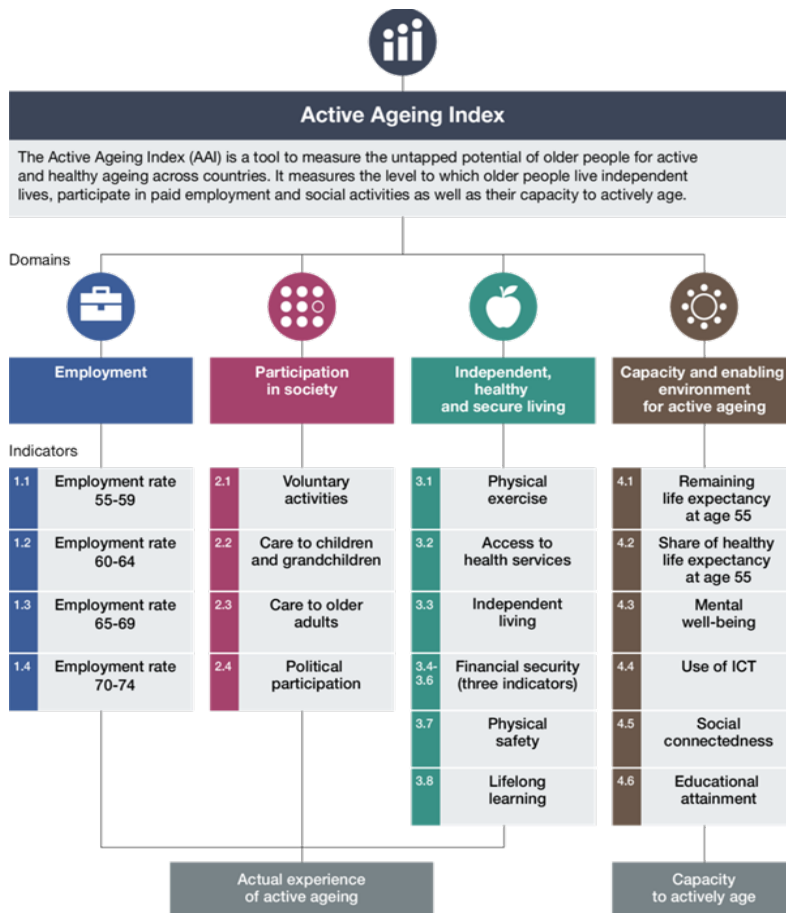 Active Ageing Index
The Active Ageing Index (AAI) is a tool to measure the untapped potential of older people for active
and healthy ageing across countries. It measures the level to which older people live independent
lives, participate in paid employment and social activities as well as their capacity to actively age.
Domains
Employment
Participation
in society
Independent,
healthy
and secure living
Capacity and enabling
environment
for active ageing
Indicators
1.1
Employment rate
55-59
1.2
Employment rate
60-64
1.3
Employment rate
65-69
1.4
Employment rate
70-74
2.1
Voluntary
activities
2.2
Care to children
and grandchildren
2.3
Care to older
adults
2.4
Political
participation
3.1
Physical
exercise
3.2
Access to
health services
3.3
Independent
living
3.4-
3.6
Financial security
(three indicators)
3.7
Physical
safety
3.8
Lifelong
learning
4.1
Remaining
life expectancy
at age 55
4.2
Share of healthy
life expectancy
at age 55
4.3
Mental
well-being
4.4
Use of ICT
4.5
Social
connectedness
4.6
Educational
attainment
Actual experience
of active ageing
Capacity
to actively age